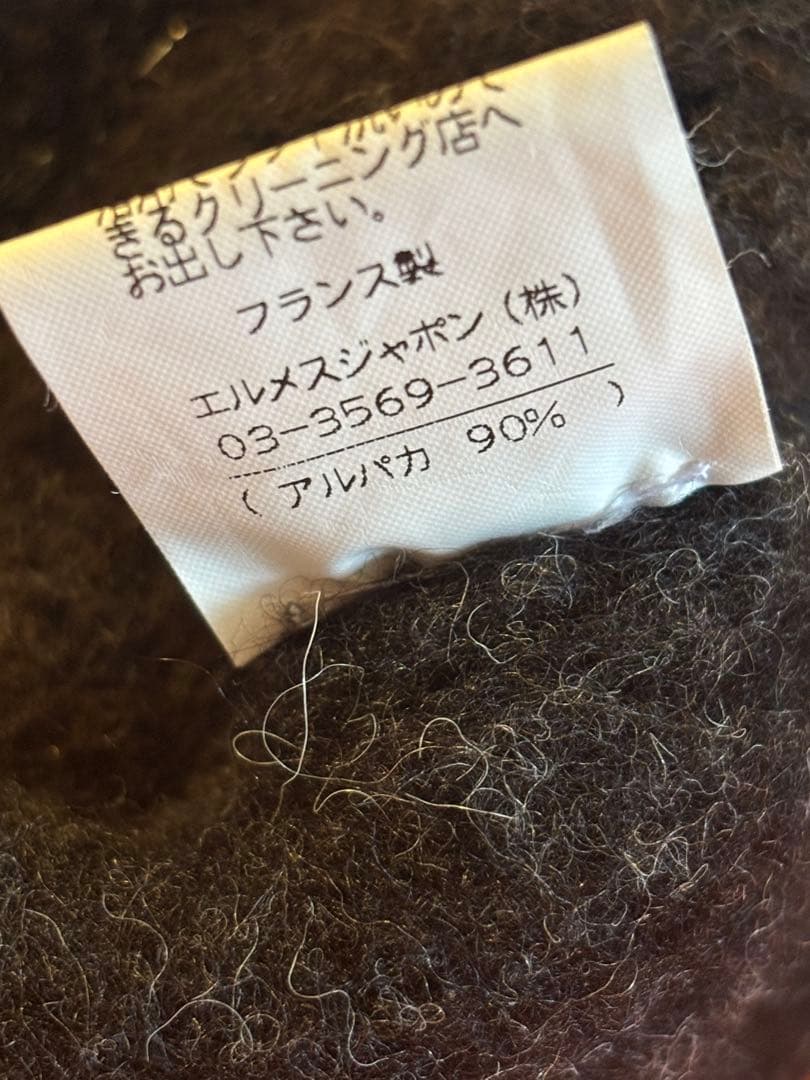 きるクリーニング店へ
お出し下さい。
フランス製
エルメスジャポン(株)
03-3569-3611
( アルパカ 90% )